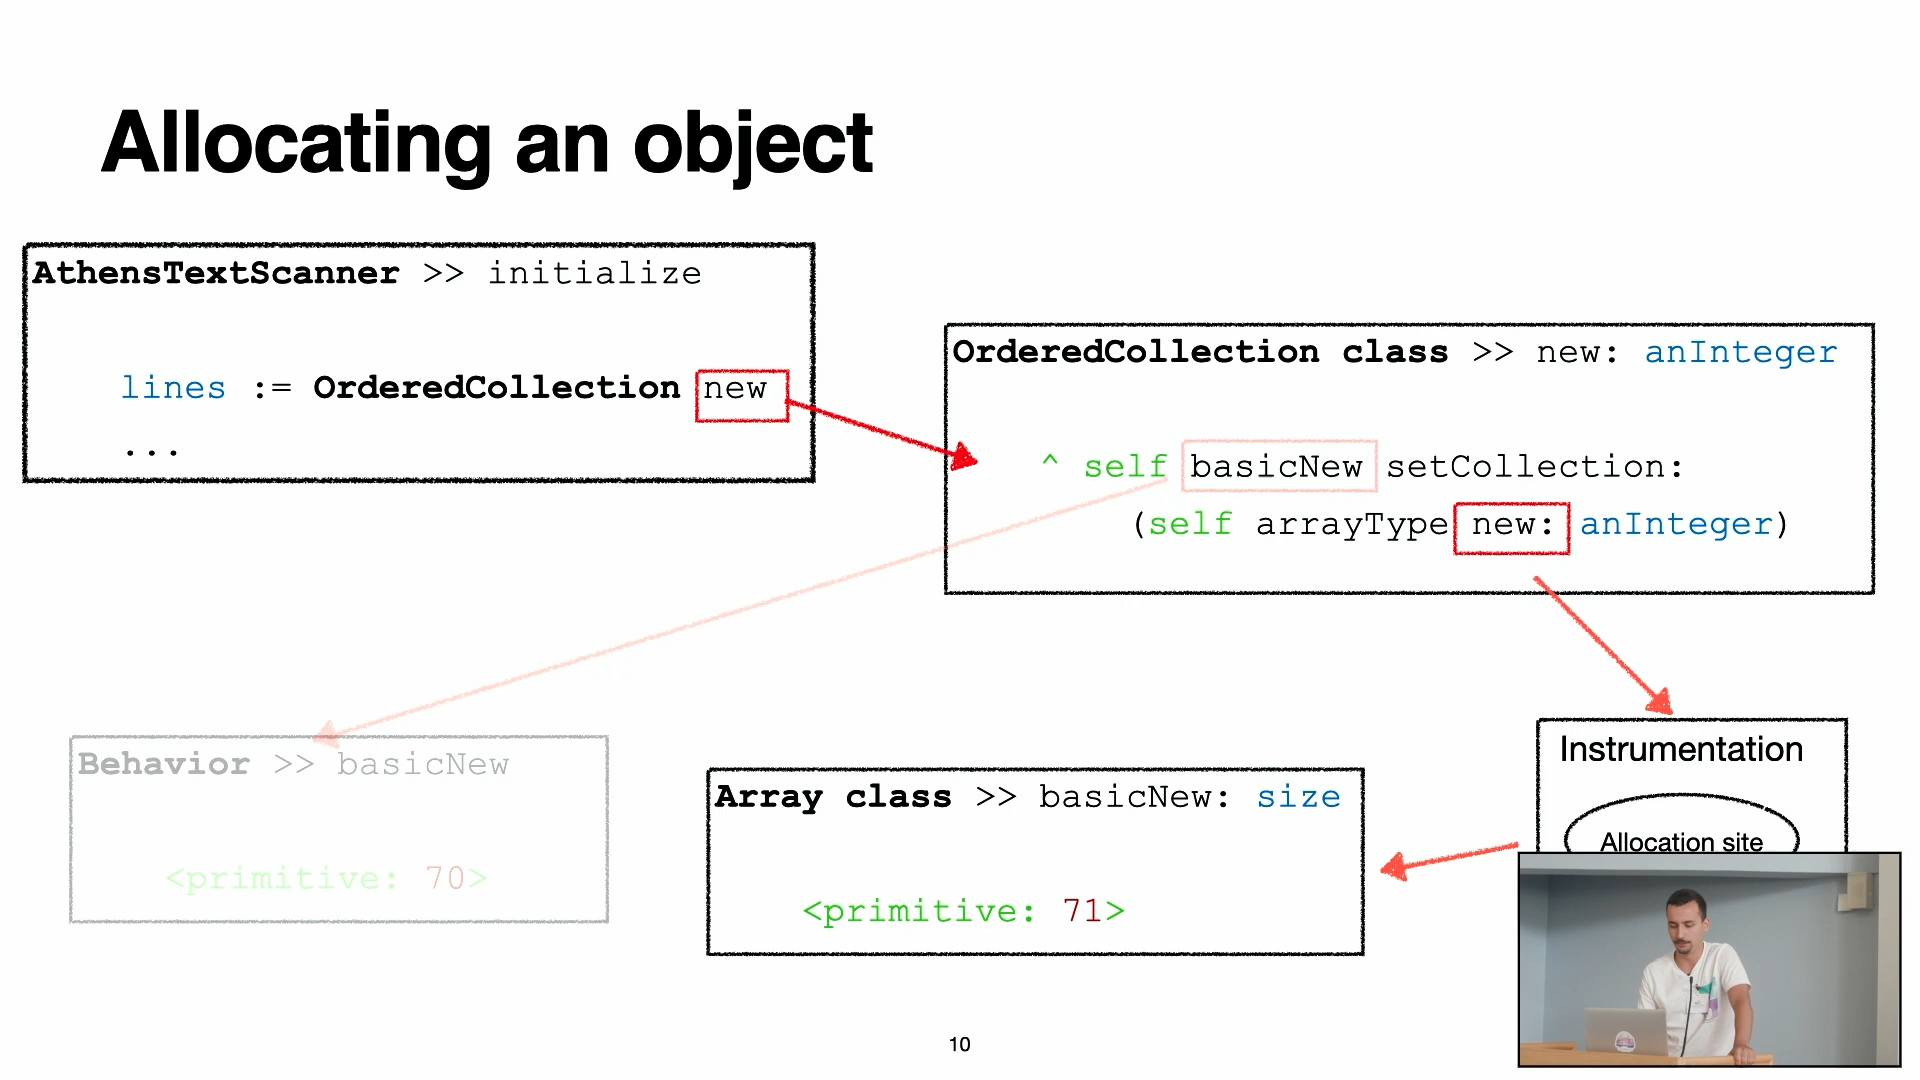 Allocating an object
AthensTextScanner >> initialize
lines := OrderedCollection new
...
OrderedCollection class >> new: anInteger
^ self basicNew setCollection:
(self arrayType new: anInteger)
Behavior >> basicNew
<primitive: 70>
Array class >> basicNew: size
<primitive: 71>
Instrumentation
Allocation site
10